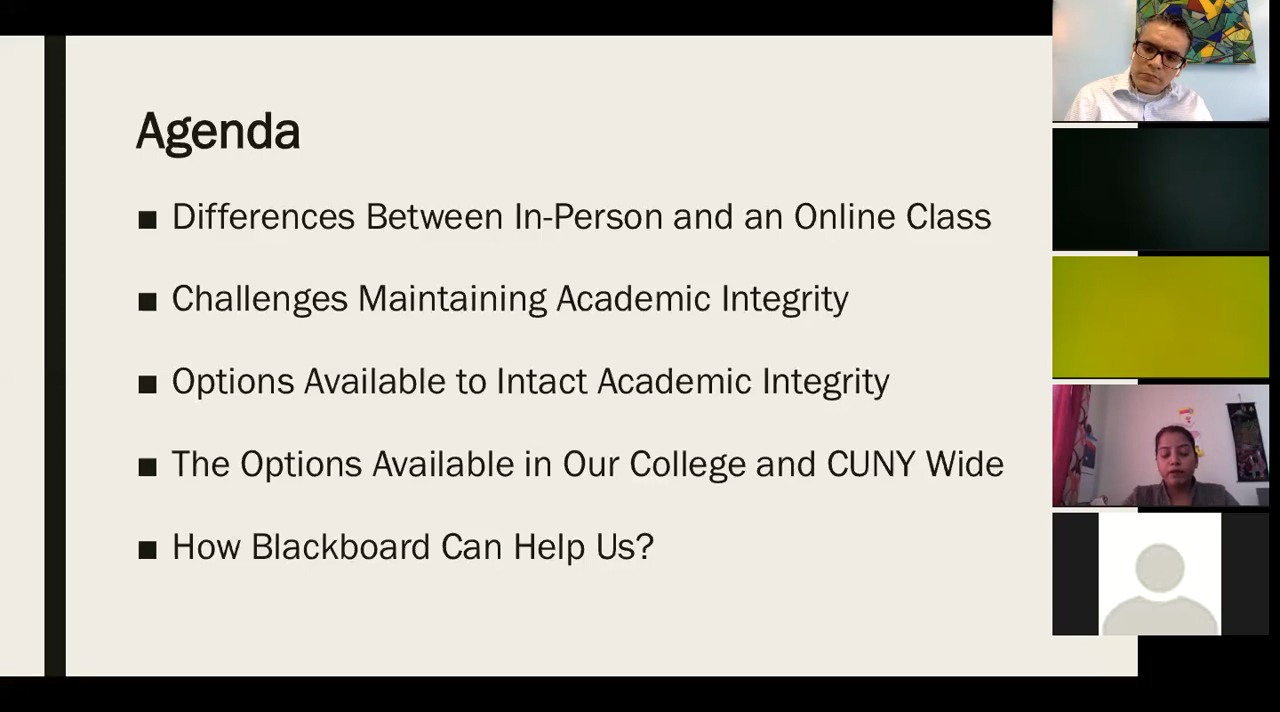 Agenda
■ Differences Between In-Person and an Online Class
■ Challenges Maintaining Academic Integrity
■ Options Available to Intact Academic Integrity
■ The Options Available in Our College and CUNY Wide
■ How Blackboard Can Help Us?